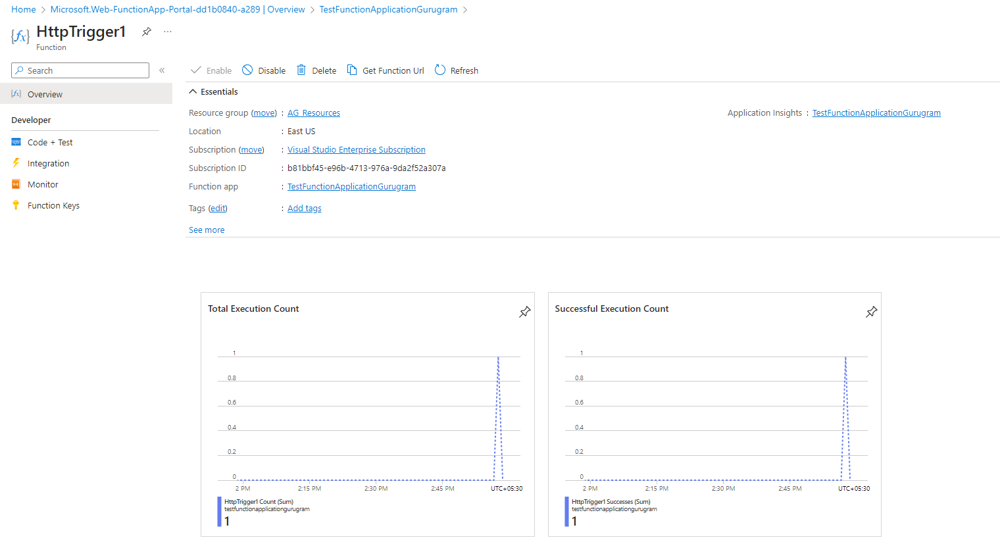 Home > Microsoft.Web-FunctionApp-Portal-dd1b0840-a289 | Overview > TestFunctionApplicationGurugram >
{fx} HttpTrigger1 ...
Function
Search «
Enable Disable Delete Get Function Url Refresh
{fx} Overview
Developer
Code + Test
Integration
Monitor
Function Keys
Essentials
Resource group (move) : AG_Resources
Location : East US
Subscription (move) : Visual Studio Enterprise Subscription
Subscription ID : b81bbf45-e96b-4713-976a-9da2f52a307a
Function app : TestFunctionApplicationGurugram
Tags (edit) : Add tags
See more
Application Insights : TestFunctionApplicationGurugram
Total Execution Count
1
0.8
0.6
0.4
0.2
0
2 PM 2:15 PM 2:30 PM 2:45 PM UTC+05:30
HttpTrigger1 Count (Sum)
testfunctionapplicationgurugram
1
Successful Execution Count
1
0.8
0.6
0.4
0.2
0
2 PM 2:15 PM 2:30 PM 2:45 PM UTC+05:30
HttpTrigger1 Successes (Sum)
testfunctionapplicationgurugram
1